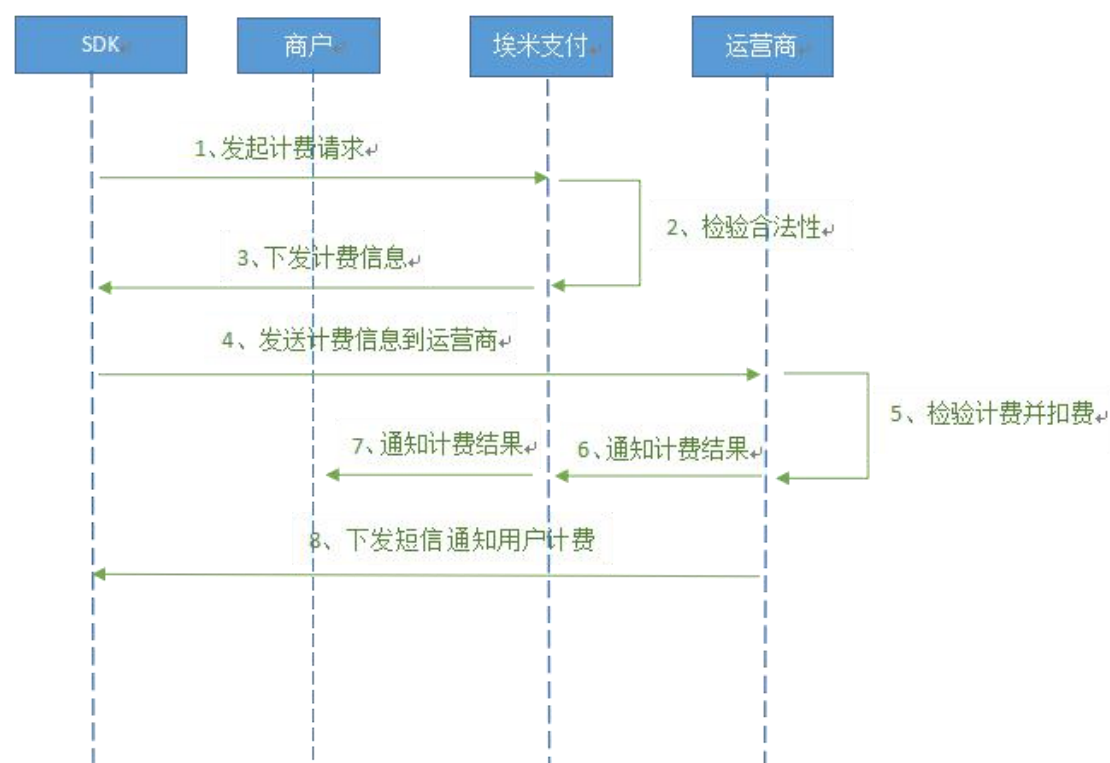 SDK
商户
埃米支付
运营商
1、发起计费请求
2、检验合法性
3、下发计费信息
4、发送计费信息到运营商
5、检验计费并扣费
7、通知计费结果
6、通知计费结果
8、下发短信通知用户计费